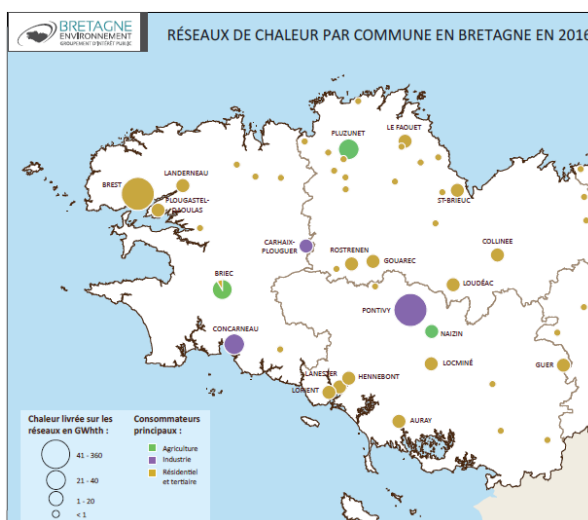 BRETAGNE
ENVIRONNEMENT
GROUPEMENT D'INTÉRÊT PUBLIC
RÉSEAUX DE CHALEUR PAR COMMUNE EN BRETAGNE EN 2016
PLUZUNET
LE FAOUET
LANDERNEAU
BREST
PLOUGASTEL-
DAOULAS
ST-BRIEUC
CARHAIX-
PLOUGUER
ROSTRENEN
GOUAREC
COLLINEE
BRIEC
LOUDÉAC
PONTIVY
CONCARNEAU
NAIZIN
LOCMINÉ
GUER
LANESTER
HENNEBONT
LORIENT
AURAY
Chaleur livrée sur les
réseaux en GWhth :
41 - 360
21 - 40
1 - 20
< 1
Consommateurs
principaux :
Agriculture
Industrie
Résidentiel
et tertiaire